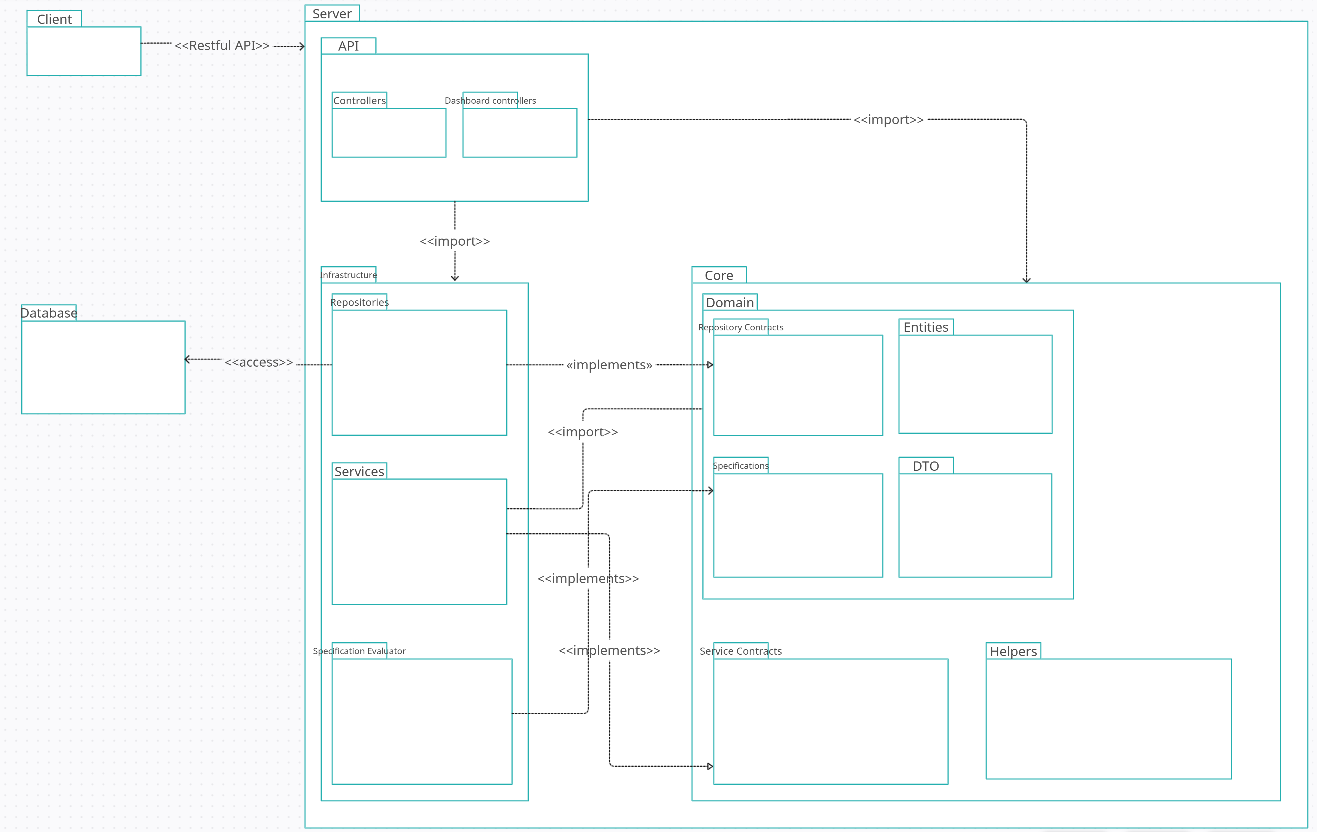 Client
Server
<<Restful API>>
API
Controllers
Dashboard controllers
<<import>>
<<import>>
Infrastructure
Core
Repositories
Domain
Database
Repository Contracts
Entities
<<access>>
«implements»
<<import>>
Services
Specifications
DTO
<<implements>>
Specification Evaluator
<<implements>>
Service Contracts
Helpers